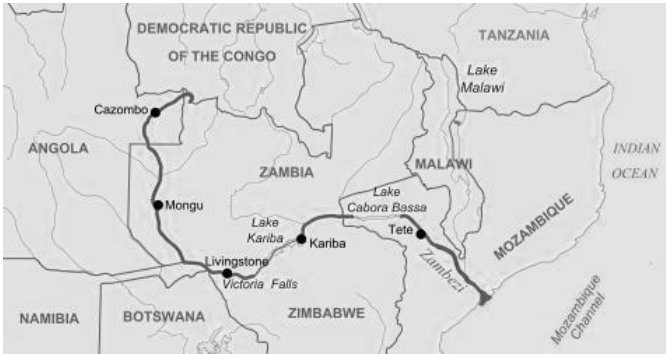 DEMOCRATIC REPUBLIC
OF THE CONGO
TANZANIA
Lake
Malawi
Cazombo
ANGOLA
ZAMBIA
MALAWI
INDIAN
OCEAN
Lake
Cabora Bassa
Mongu
Lake
Kariba
Kariba
Tete
MOZAMBIQUE
Zambezi
Livingstone
Victoria Falls
NAMIBIA
BOTSWANA
ZIMBABWE
Mozambique
Channel